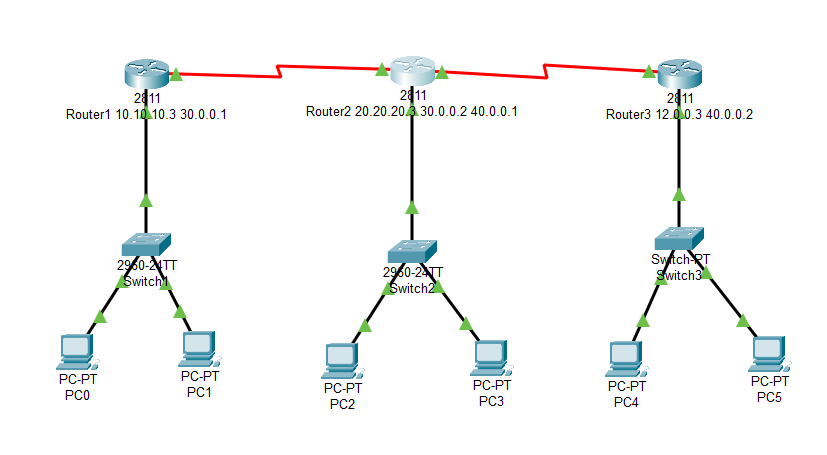 2811
Router1 10.10.10.3 30.0.0.1
2811
Router2 20.20.20.3 30.0.0.2 40.0.0.1
2811
Router3 12.0.0.3 40.0.0.2
2960-24TT
Switch1
2960-24TT
Switch2
Switch-PT
Switch3
PC-PT
PC0
PC-PT
PC1
PC-PT
PC2
PC-PT
PC3
PC-PT
PC4
PC-PT
PC5